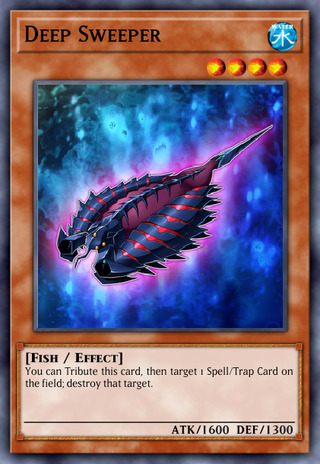 Deep Sweeper
WATER
水
[Fish / Effect]
You can Tribute this card, then target 1 Spell/Trap Card on
the field; destroy that target.
ATK/1600 DEF/1300